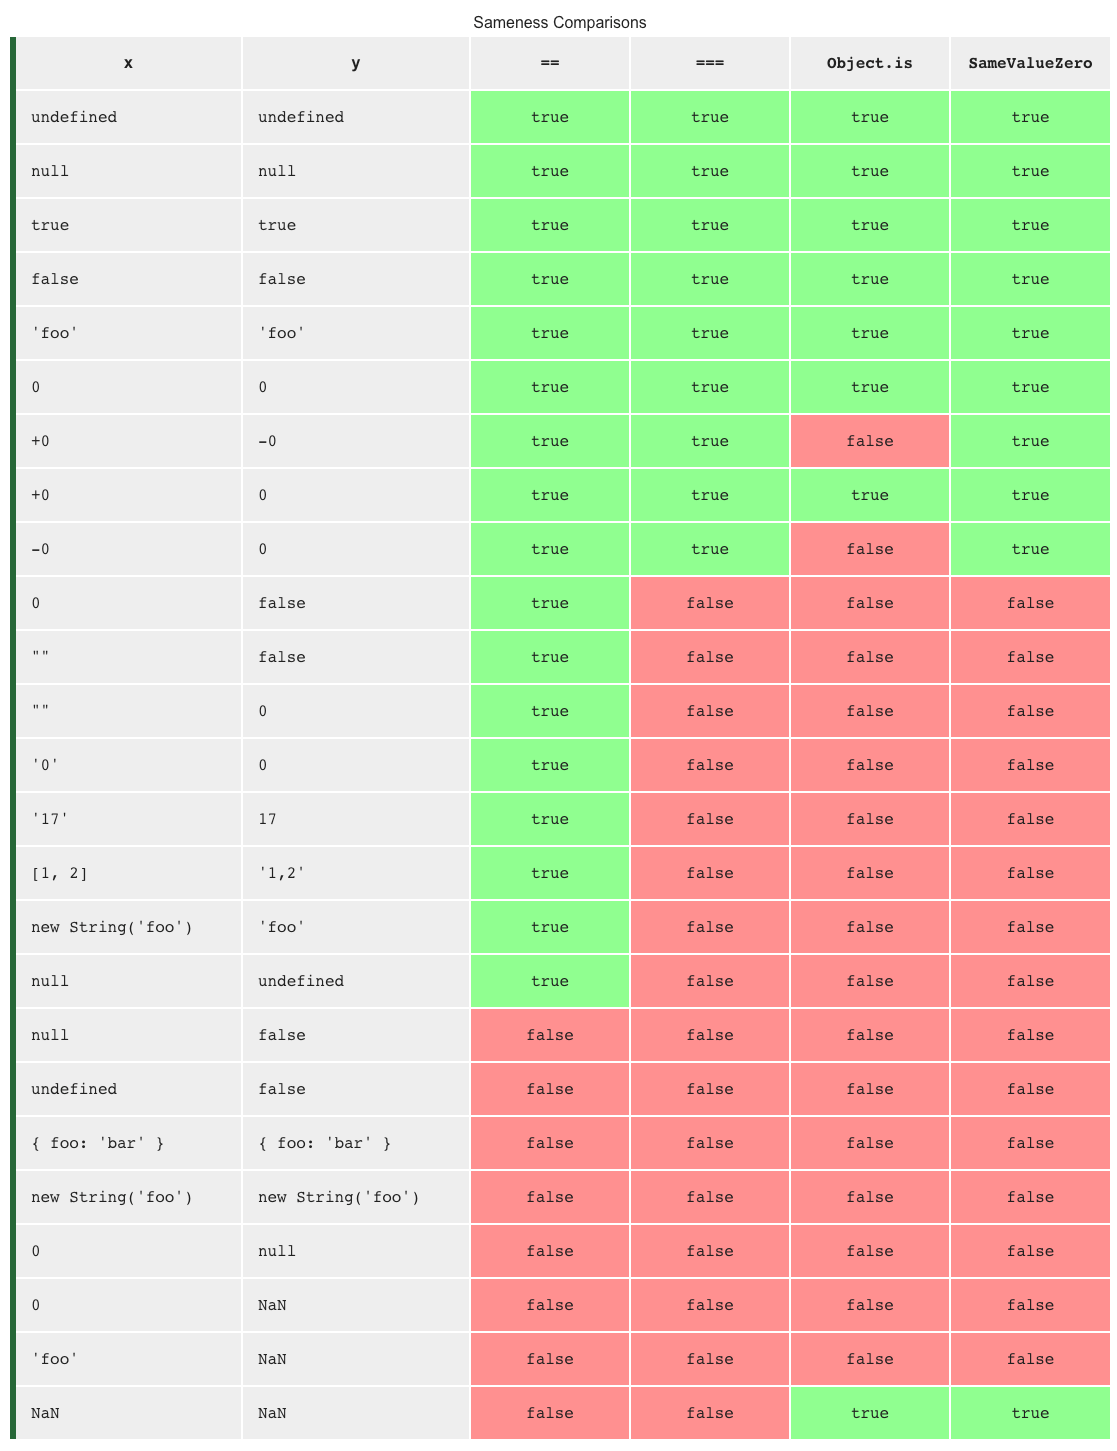 Sameness Comparisons
x y == === Object.is SameValueZero
undefined undefined true true true true
null null true true true true
true true true true true true
false false true true true true
'foo' 'foo' true true true true
0 0 true true true true
+0 -0 true true false true
+0 0 true true true true
-0 0 true true false true
0 false true false false false
"" false true false false false
"" 0 true false false false
'0' 0 true false false false
'17' 17 true false false false
[1, 2] '1,2' true false false false
new String('foo') 'foo' true false false false
null undefined true false false false
null false false false false false
undefined false false false false false
{ foo: 'bar' } { foo: 'bar' } false false false false
new String('foo') new String('foo') false false false false
0 null false false false false
0 NaN false false false false
'foo' NaN false false false false
NaN NaN false false true true